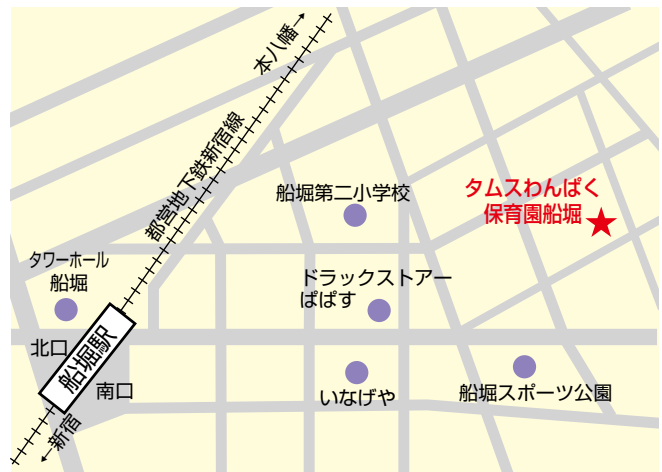 本八幡→
都営地下鉄新宿線
船堀第二小学校
タムスわんぱく
保育園船堀
タワーホール
船堀
ドラックストアー
ぱぱす
北口
船堀駅
南口
いなげや
船堀スポーツ公園
←新宿